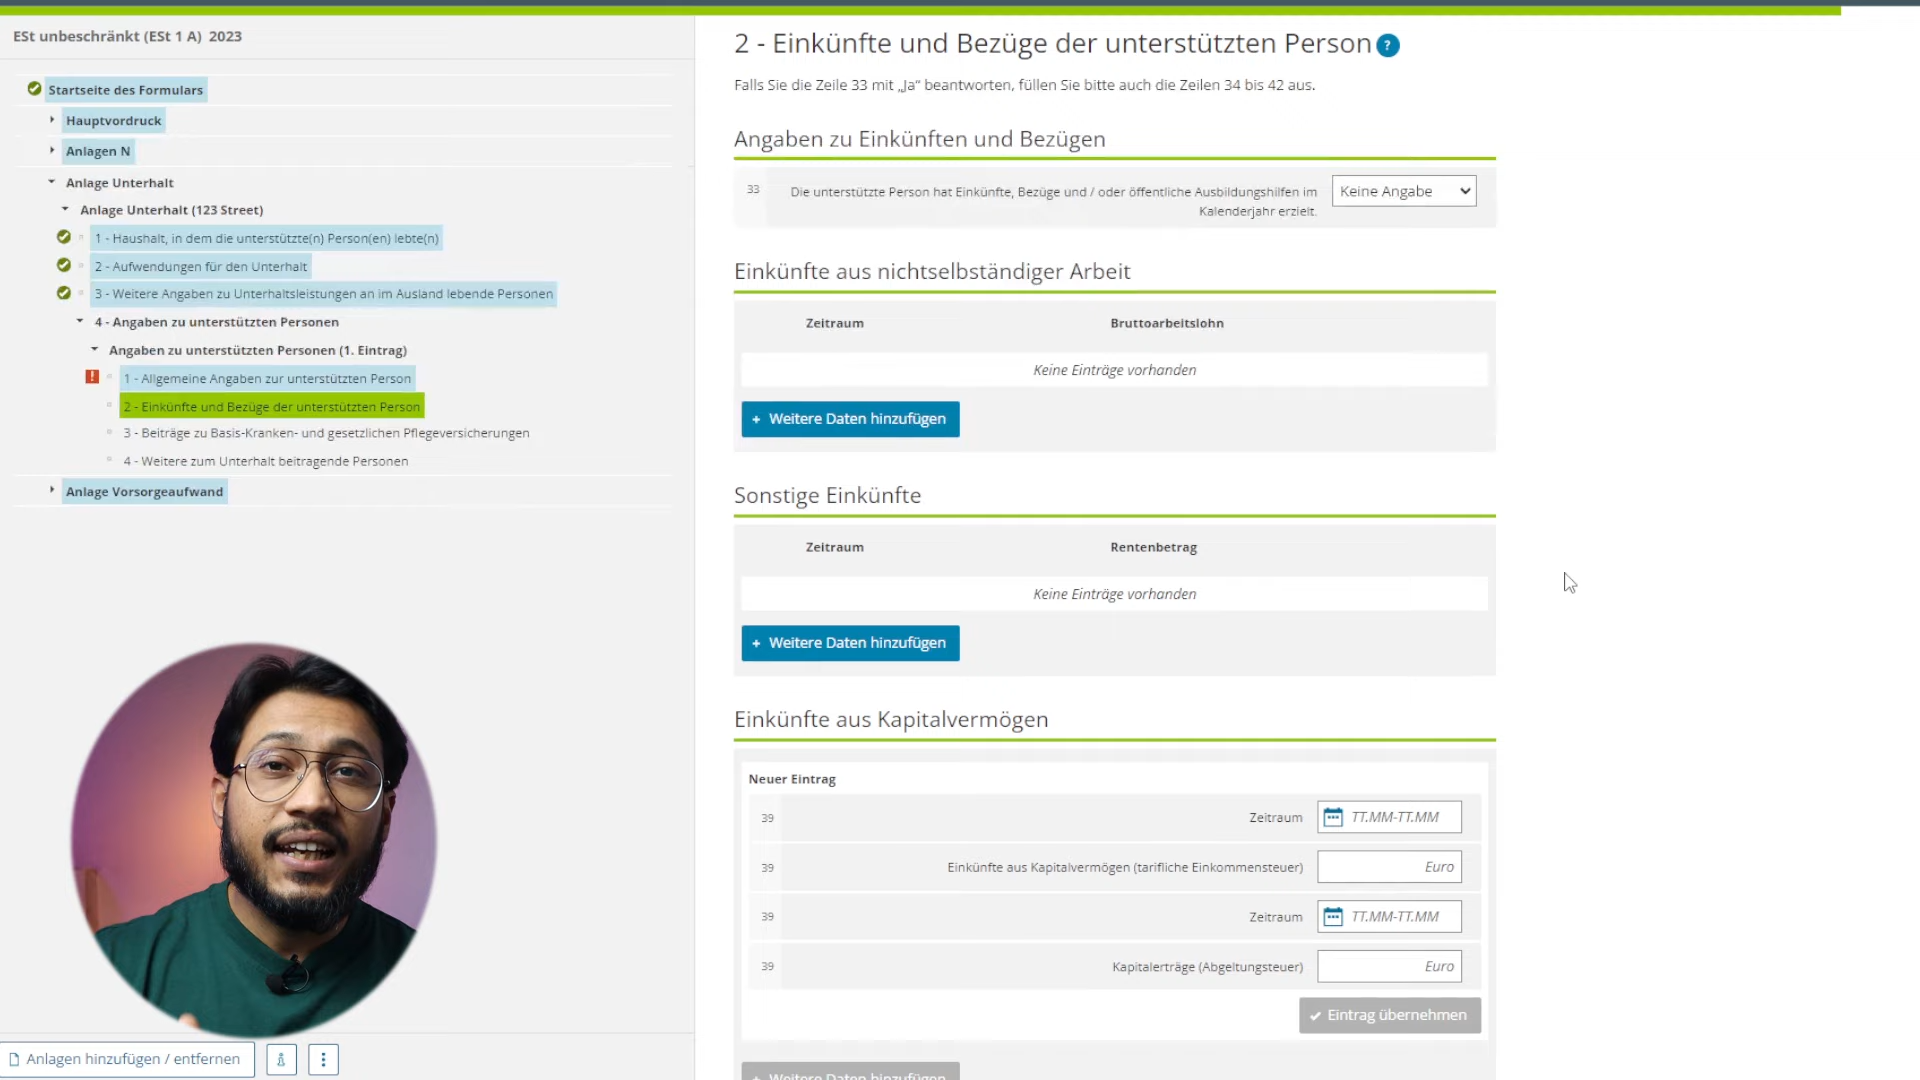 ESt unbeschränkt (ESt 1 A) 2023
Startseite des Formulars
Hauptvordruck
Anlagen N
Anlage Unterhalt
Anlage Unterhalt (123 Street)
1 - Haushalt, in dem die unterstützte(n) Person(en) lebte(n)
2 - Aufwendungen für den Unterhalt
3 - Weitere Angaben zu Unterhaltsleistungen an im Ausland lebende Personen
4 - Angaben zu unterstützten Personen
Angaben zu unterstützten Personen (1. Eintrag)
1 - Allgemeine Angaben zur unterstützten Person
2 - Einkünfte und Bezüge der unterstützten Person
3 - Beiträge zu Basis-Kranken- und gesetzlichen Pflegeversicherungen
4 - Weitere zum Unterhalt beitragende Personen
Anlage Vorsorgeaufwand
Anlagen hinzufügen / entfernen
2 - Einkünfte und Bezüge der unterstützten Person ?
Falls Sie die Zeile 33 mit „Ja“ beantworten, füllen Sie bitte auch die Zeilen 34 bis 42 aus.
Angaben zu Einkünften und Bezügen
33 Die unterstützte Person hat Einkünfte, Bezüge und / oder öffentliche Ausbildungshilfen im Keine Angabe
Kalenderjahr erzielt.
Einkünfte aus nichtselbständiger Arbeit
Zeitraum Bruttoarbeitslohn
Keine Einträge vorhanden
+ Weitere Daten hinzufügen
Sonstige Einkünfte
Zeitraum Rentenbetrag
Keine Einträge vorhanden
+ Weitere Daten hinzufügen
Einkünfte aus Kapitalvermögen
Neuer Eintrag
39 Zeitraum TT.MM-TT.MM
39 Einkünfte aus Kapitalvermögen (tarifliche Einkommensteuer) Euro
39 Zeitraum TT.MM-TT.MM
39 Kapitalerträge (Abgeltungsteuer) Euro
Eintrag übernehmen
+ Weitere Daten hinzufügen